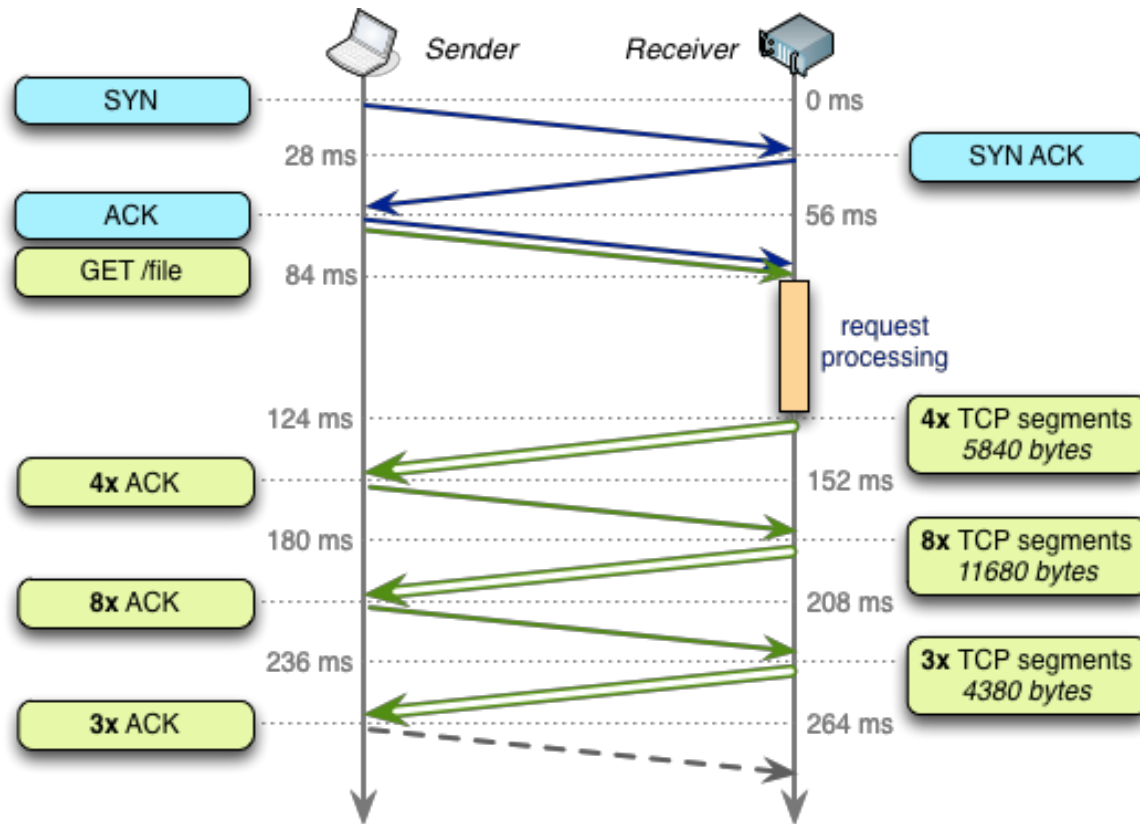 Sender
Receiver
SYN
0 ms
28 ms
SYN ACK
ACK
56 ms
GET /file
84 ms
request
processing
124 ms
4x TCP segments
5840 bytes
4x ACK
152 ms
180 ms
8x TCP segments
11680 bytes
8x ACK
208 ms
236 ms
3x TCP segments
4380 bytes
3x ACK
264 ms